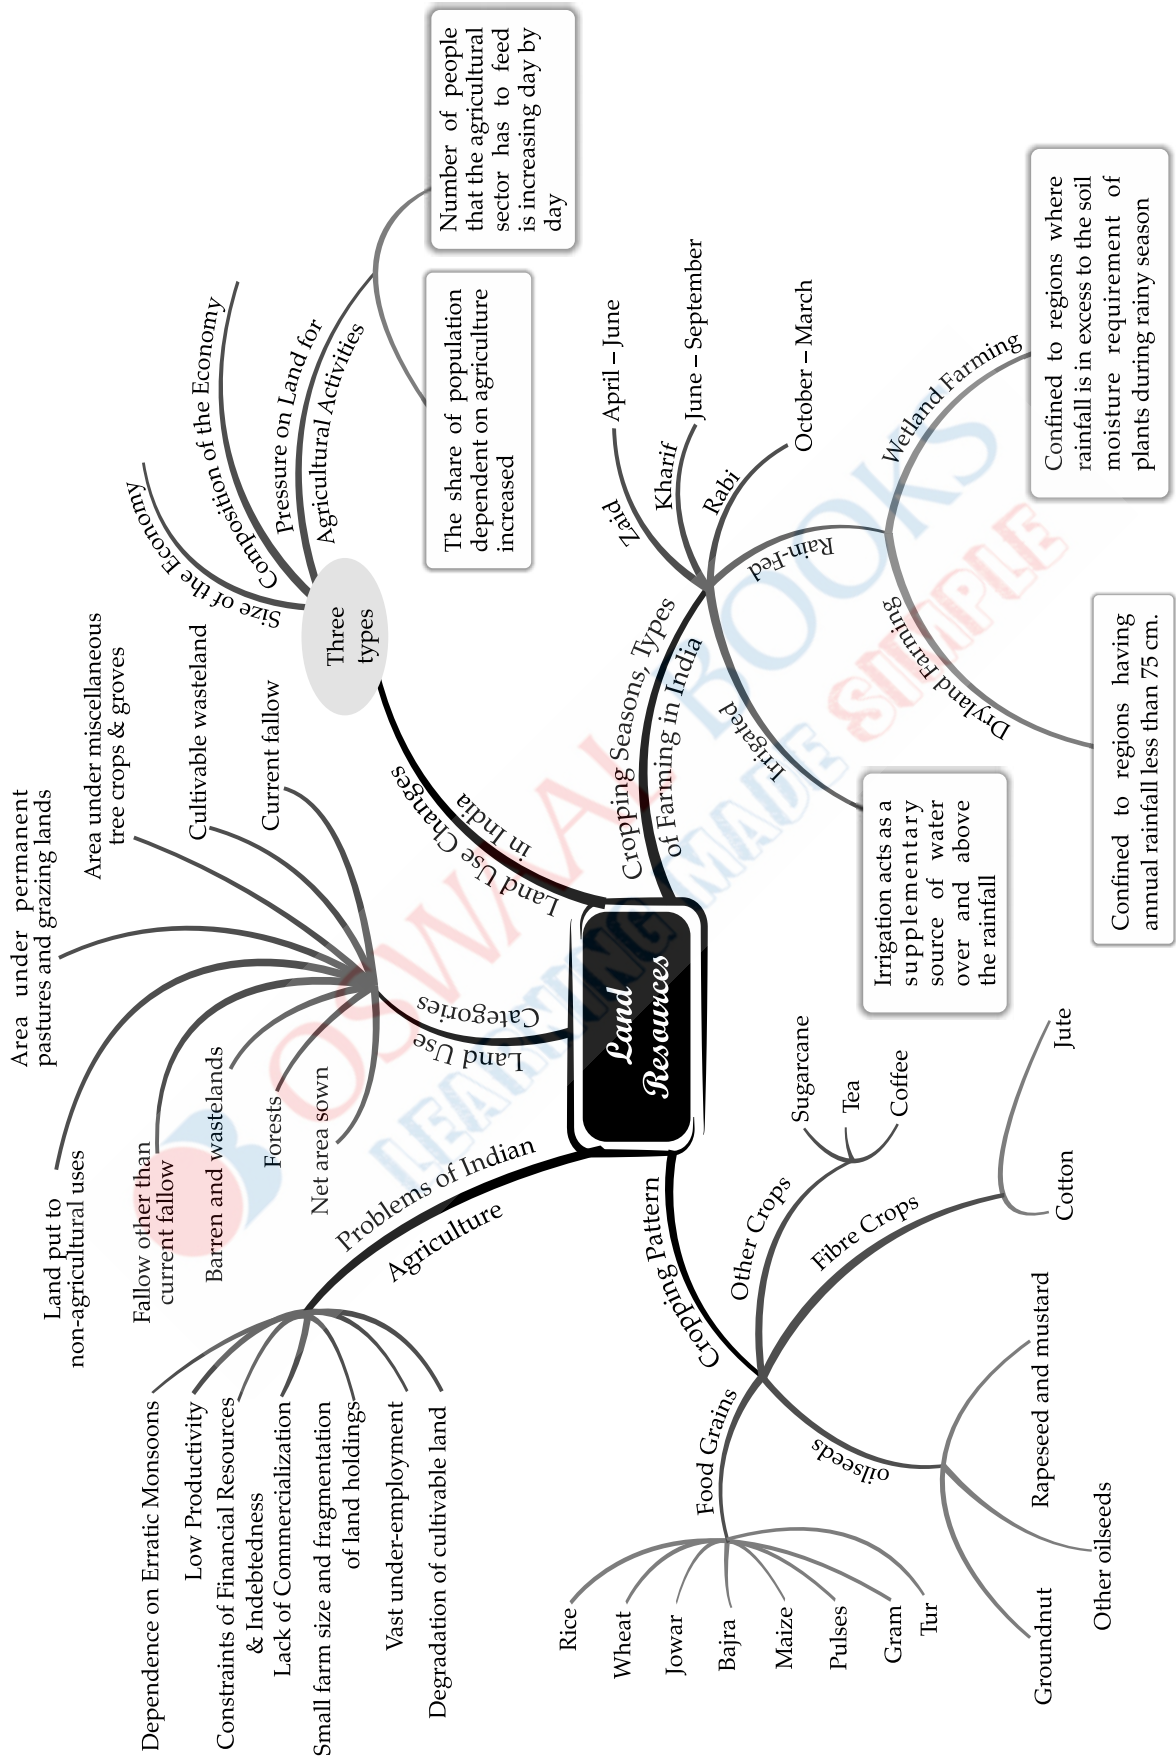 Land
Resources
Problems of Indian
Agriculture
Dependence on Erratic Monsoons
Low Productivity
Constraints of Financial Resources
& Indebtedness
Lack of Commercialization
Small farm size and fragmentation
of land holdings
Vast under-employment
Degradation of cultivable land
Land Use
Categories
Land put to
non-agricultural uses
Fallow other than
current fallow
Barren and wastelands
Forests
Net area sown
Area under permanent
pastures and grazing lands
Area under miscellaneous
tree crops & groves
Cultivable wasteland
Current fallow
Land Use Changes
in India
Three
types
Size of the Economy
Composition of the Economy
Pressure on Land for
Agricultural Activities
The share of population
dependent on agriculture
increased
Number of people
that the agricultural
sector has to feed
is increasing day by
day
Cropping Seasons, Types
of Farming in India
Zaid
April – June
Kharif
June – September
Rabi
October – March
Rain-Fed
Wetland Farming
Confined to regions where
rainfall is in excess to the soil
moisture requirement of
plants during rainy season
Dryland Farming
Confined to regions having
annual rainfall less than 75 cm.
Irrigated
Irrigation acts as a
supplementary
source of water
over and above
the rainfall
Cropping Pattern
Food Grains
Rice
Wheat
Jowar
Bajra
Maize
Pulses
Gram
Tur
Other Crops
Sugarcane
Tea
Coffee
Fibre Crops
Jute
Cotton
oilseeds
Rapeseed and mustard
Other oilseeds
Groundnut
OSWAAL BOOKS
LEARNING MADE SIMPLE